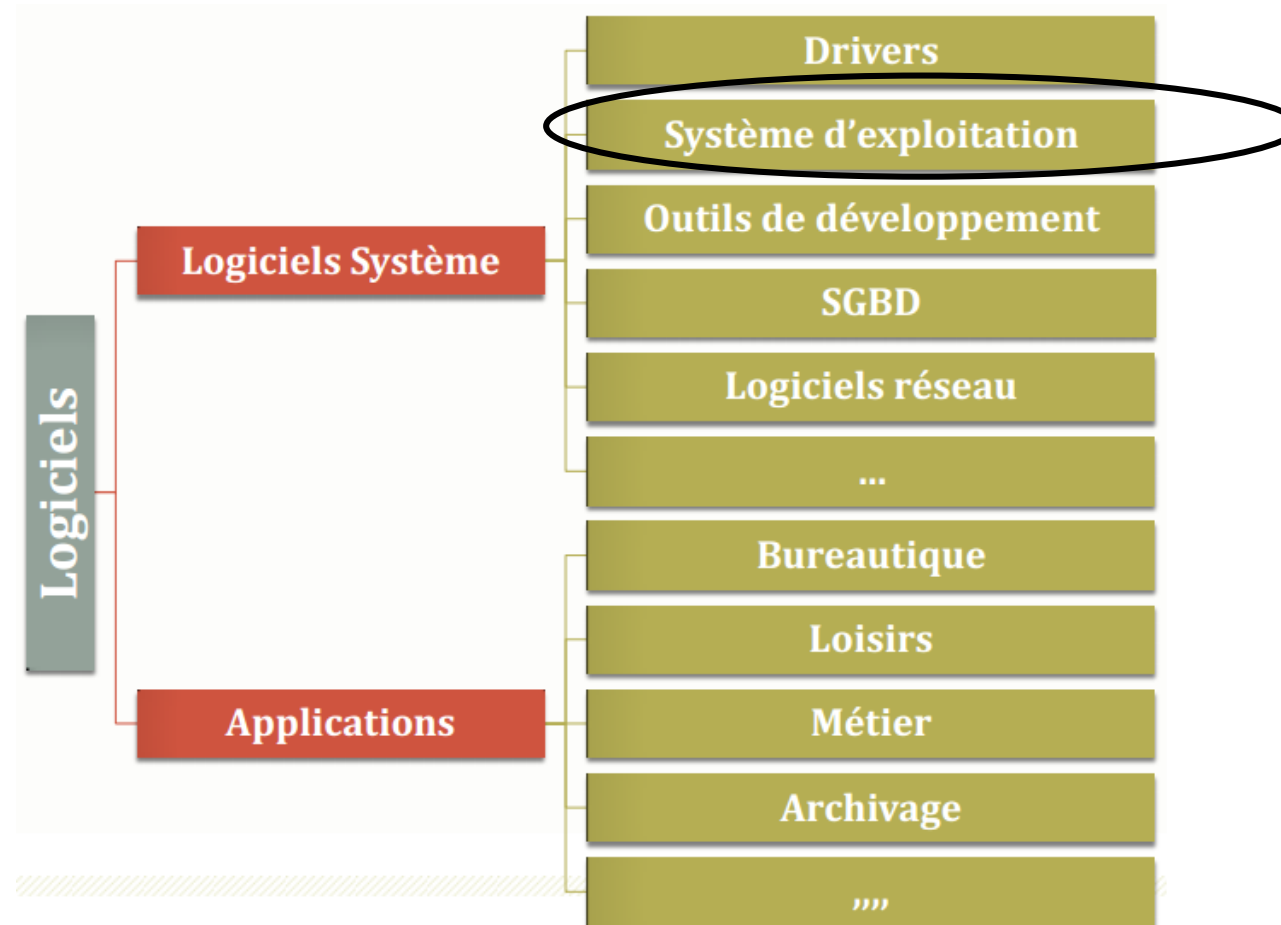 Logiciels
Logiciels Système
Drivers
Système d’exploitation
Outils de développement
SGBD
Logiciels réseau
...
Applications
Bureautique
Loisirs
Métier
Archivage
,,,,